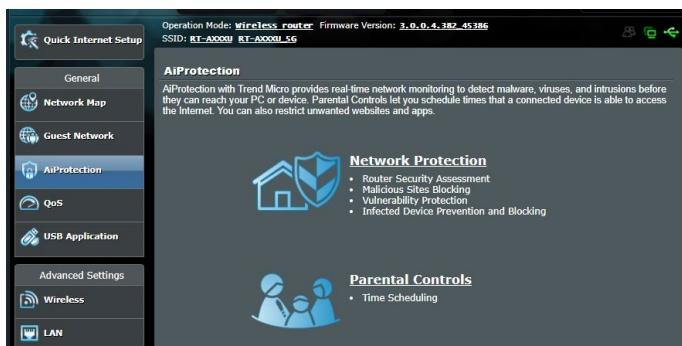 Operation Mode: Wireless router Firmware Version: 3.0.0.4.382_45386
SSID: RT-AXXXU RT-AXXXU_5G
Quick Internet Setup
General
Network Map
Guest Network
AiProtection
QoS
USB Application
Advanced Settings
Wireless
LAN
AiProtection
AiProtection with Trend Micro provides real-time network monitoring to detect malware, viruses, and intrusions before
they can reach your PC or device. Parental Controls let you schedule times that a connected device is able to access
the Internet. You can also restrict unwanted websites and apps.
Network Protection
• Router Security Assessment
• Malicious Sites Blocking
• Vulnerability Protection
• Infected Device Prevention and Blocking
Parental Controls
• Time Scheduling